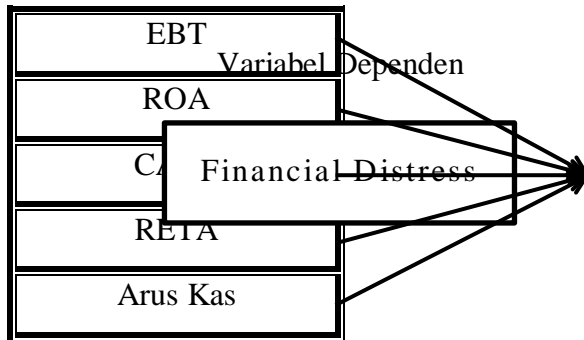 EBT
Variabel Dependen
ROA
Financial Distress
RETA
Arus Kas